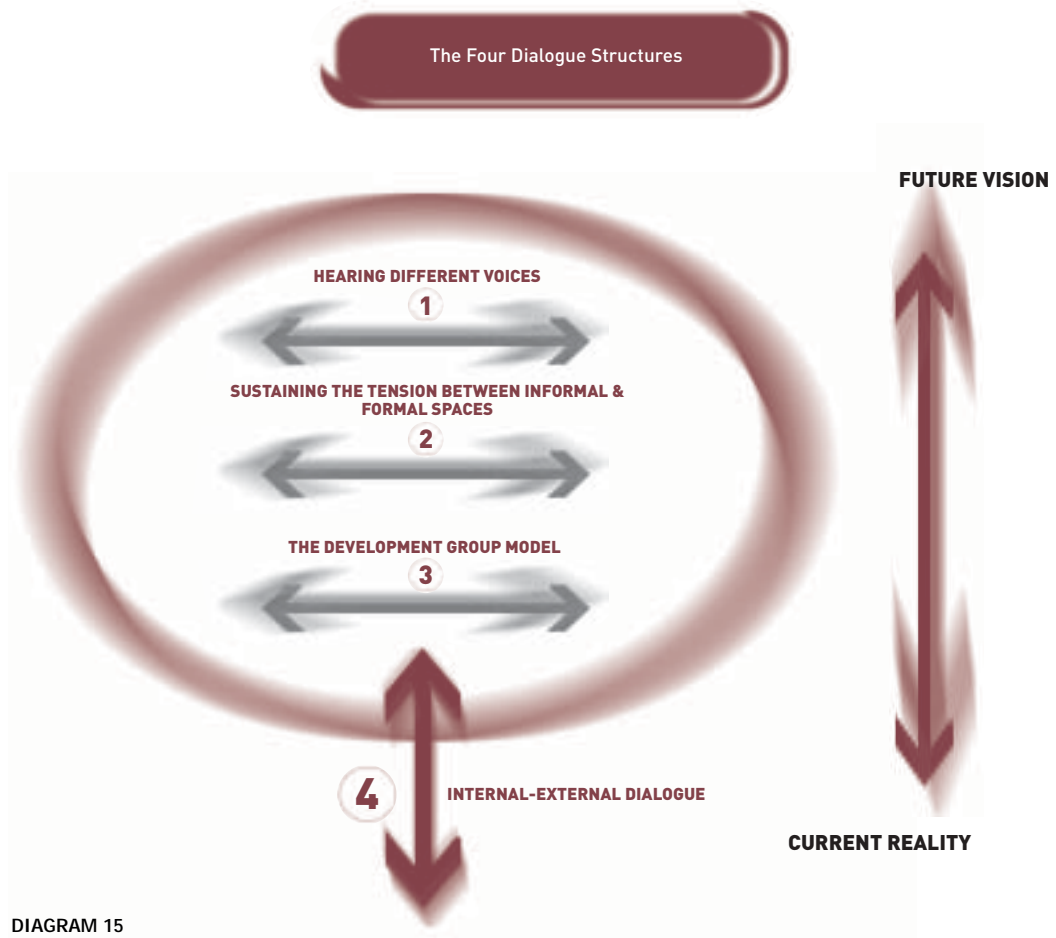 The Four Dialogue Structures
FUTURE VISION
HEARING DIFFERENT VOICES
1
SUSTAINING THE TENSION BETWEEN INFORMAL &
FORMAL SPACES
2
THE DEVELOPMENT GROUP MODEL
3
4 INTERNAL-EXTERNAL DIALOGUE
CURRENT REALITY
DIAGRAM 15